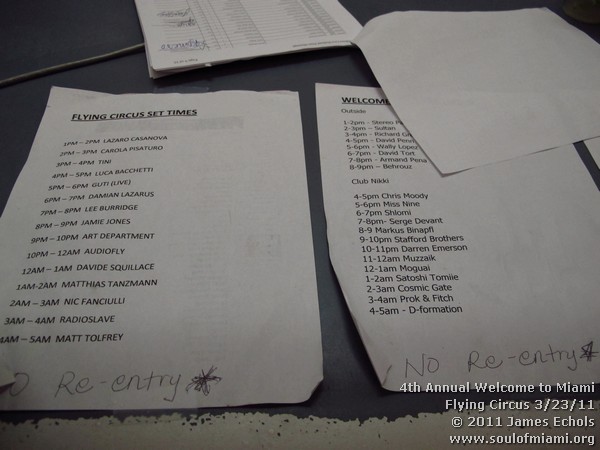 FLYING CIRCUS SET TIMES
1PM – 2PM LAZARO CASANOVA
2PM – 3PM CAROLA PISATURO
3PM – 4PM TINI
4PM – 5PM LUCA BACCHETTI
5PM – 6PM GUTI (LIVE)
6PM – 7PM DAMIAN LAZARUS
7PM – 8PM LEE BURRIDGE
8PM – 9PM JAMIE JONES
9PM – 10PM ART DEPARTMENT
10PM – 12AM AUDIOFLY
12AM – 1AM DAVIDE SQUILLACE
1AM-2AM MATTHIAS TANZMANN
2AM – 3AM NIC FANCIULLI
3AM – 4AM RADIOSLAVE
4AM – 5AM MATT TOLFREY
Re-entry *
Outside
1-2pm - Stereo
2-3pm – Sultan
3-4pm - Richard
4-5pm - David
5-6pm - Wally Lopez
6-7pm - David Tort
7-8pm - Armand Pena
8-9pm – Behrouz
Club Nikki
4-5pm Chris Moody
5-6pm Miss Nine
6-7pm Shlomi
7-8pm- Serge Devant
8-9 Markus Binapfl
9-10pm Stafford Brothers
10-11pm Darren Emerson
11-12am Muzzaik
12-1am Moguai
1-2am Satoshi Tomiie
2-3am Cosmic Gate
3-4am Prok & Fitch
4-5am - D-formation
No Re-entry*
4th Annual Welcome to Miami
Flying Circus 3/23/11
© 2011 James Echols
www.soulofmiami.org